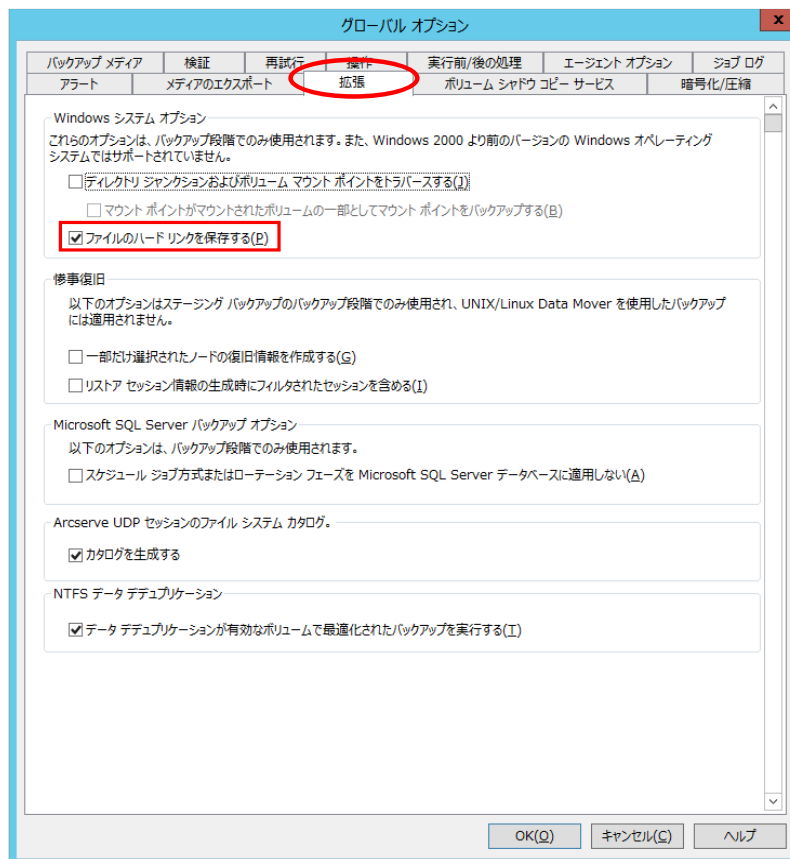 グローバル オプション
x
バックアップ メディア 検証 再試行 操作 実行前/後の処理 エージェント オプション ジョブ ログ
アラート メディアのエクスポート 拡張 ボリューム シャドウ コピー サービス 暗号化/圧縮
Windows システム オプション
これらのオプションは、バックアップ段階でのみ使用されます。また、Windows 2000 より前のバージョンの Windows オペレーティング
システムではサポートされていません。
ディレクトリ ジャンクションおよびボリューム マウント ポイントをトラバースする(J)
マウント ポイントがマウントされたボリュームの一部としてマウント ポイントをバックアップする(B)
ファイルのハード リンクを保存する(P)
惨事復旧
以下のオプションはステージング バックアップのバックアップ段階でのみ使用され、UNIX/Linux Data Mover を使用したバックアップ
には適用されません。
一部だけ選択されたノードの復旧情報を作成する(G)
リストア セッション情報の生成時にフィルタされたセッションを含める(I)
Microsoft SQL Server バックアップ オプション
以下のオプションは、バックアップ段階でのみ使用されます。
スケジュール ジョブ方式またはローテーション フェーズを Microsoft SQL Server データベースに適用しない(A)
Arcserve UDP セッションのファイル システム カタログ。
カタログを生成する
NTFS データ デデュプリケーション
データ デデュプリケーションが有効なボリュームで最適化されたバックアップを実行する(T)
OK(O) キャンセル(C) ヘルプ